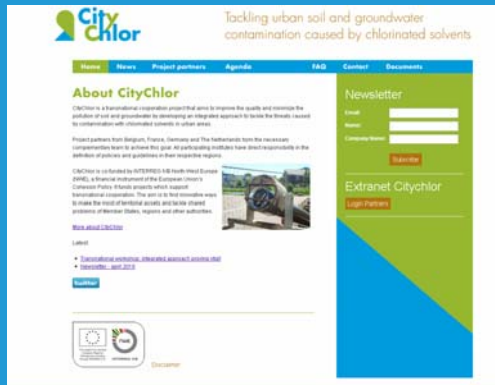 City Chlor
Tackling urban soil and groundwater
contamination caused by chlorinated solvents
Home News Project partners Agenda FAQ Contact Documents
About CityChlor
CityChlor is a transnational cooperation project that aims to improve the quality and minimize the
pollution of soil and groundwater by developing an integrated approach to tackle the threats caused
by contamination with chlorinated solvents in urban areas.
Project partners from Belgium, France, Germany and The Netherlands form the necessary
complementary team to achieve this goal. All participating institutes have direct responsibility in the
definition of policies and guidelines in their respective regions.
CityChlor is co-funded by INTERREG IVB North West Europe
(NWE), a financial instrument of the European Union's
Cohesion Policy. It funds projects which support
transnational cooperation. The aim is to find innovative ways
to make the most of territorial assets and tackle shared
problems of Member States, regions and other authorities.
More about CityChlor
Latest:
Transnational workshop: integrated approach
Newsletter - april 2010
twitter
Disclaimer
Newsletter
Email:
Name:
Company Name:
Subscribe
Extranet Citychlor
Login Partners